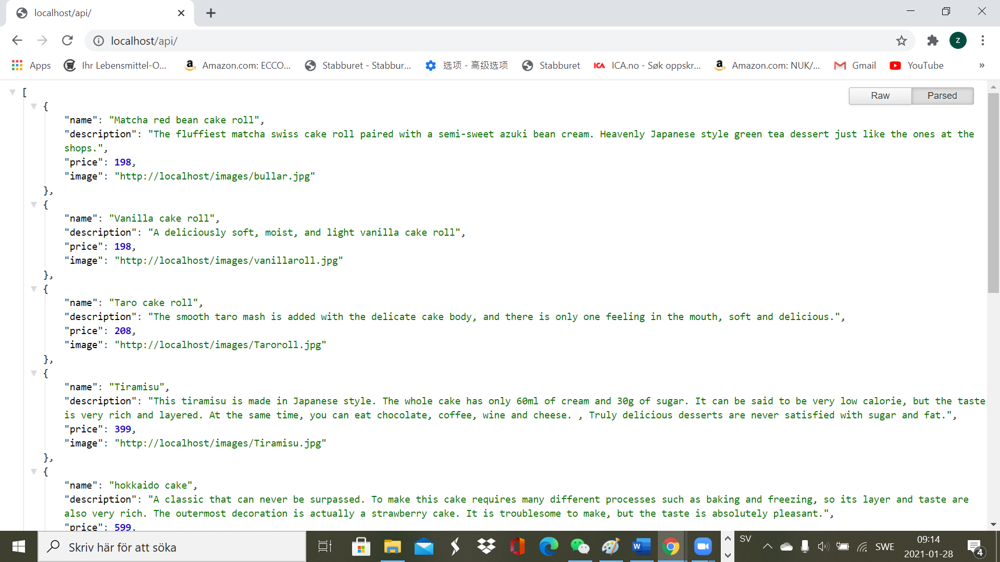 localhost/api/
localhost/api/
Z
Apps
Ihr Lebensmittel-O...
Amazon.com: ECCO...
Stabburet - Stabbur...
选项 - 高级选项
Stabburet
ICA
ICA.no - Søk oppskr...
Amazon.com: NUK/...
Gmail
YouTube
»
Raw
Parsed
[
{
"name": "Matcha red bean cake roll",
"description": "The fluffiest matcha swiss cake roll paired with a semi-sweet azuki bean cream. Heavenly Japanese style green tea dessert just like the ones at the
shops.",
"price": 198,
"image": "http://localhost/images/bullar.jpg"
},
{
"name": "Vanilla cake roll",
"description": "A deliciously soft, moist, and light vanilla cake roll",
"price": 198,
"image": "http://localhost/images/vanillaroll.jpg"
},
{
"name": "Taro cake roll",
"description": "The smooth taro mash is added with the delicate cake body, and there is only one feeling in the mouth, soft and delicious.",
"price": 208,
"image": "http://localhost/images/Taroroll.jpg"
},
{
"name": "Tiramisu",
"description": "This tiramisu is made in Japanese style. The whole cake has only 60ml of cream and 30g of sugar. It can be said to be very low calorie, but the taste
is very rich and layered. At the same time, you can eat chocolate, coffee, wine and cheese. , Truly delicious desserts are never satisfied with sugar and fat.",
"price": 399,
"image": "http://localhost/images/Tiramisu.jpg"
},
{
"name": "hokkaido cake",
"description": "A classic that can never be surpassed. To make this cake requires many different processes such as baking and freezing, so its layer and taste are
also very rich. The outermost decoration is actually a strawberry cake. It is troublesome to make, but the taste is absolutely pleasant.",
"price": 599,
Skriv här för att söka
SV
SWE
09:14
2021-01-28
4